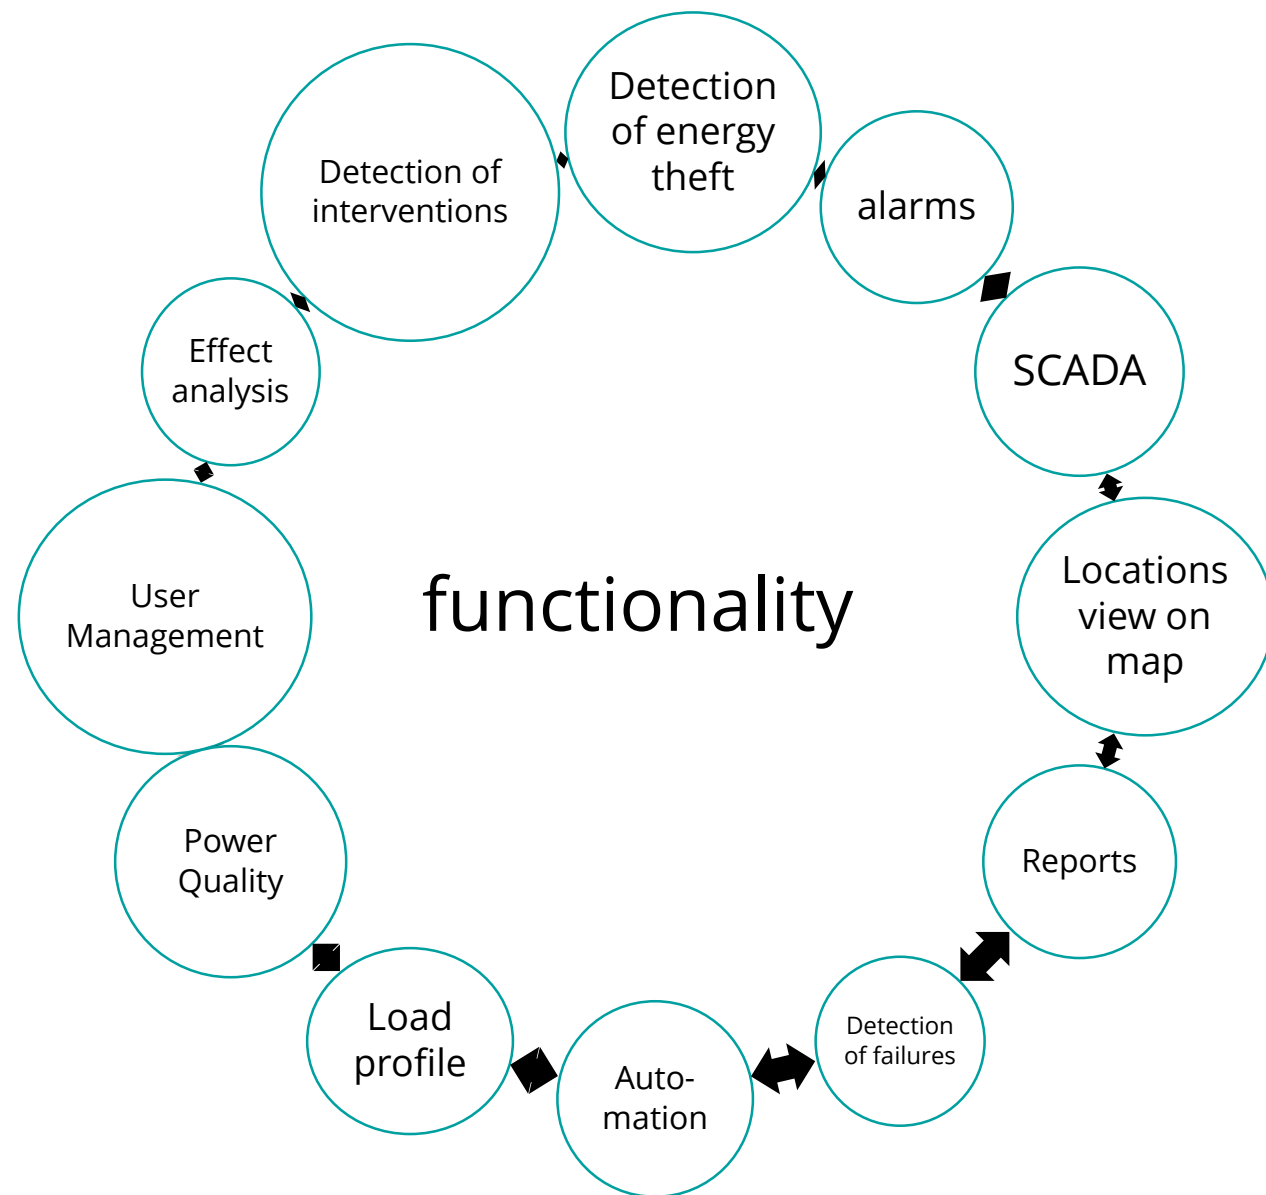 Detection
of energy
theft
alarms
SCADA
Locations
view on
map
Reports
Detection
of failures
Auto-
mation
Load
profile
Power
Quality
User
Management
Effect
analysis
Detection of
interventions
functionality